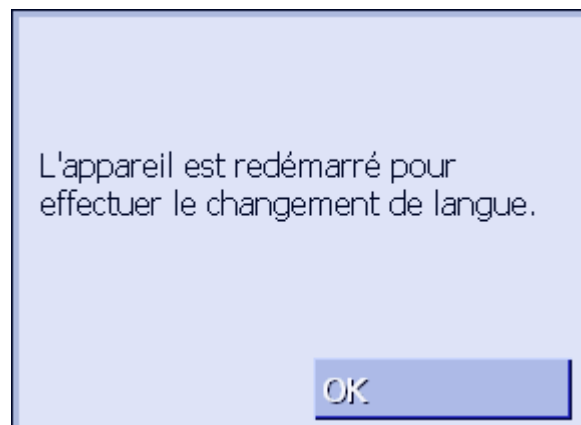 L'appareil est redémarré pour
effectuer le changement de langue.
OK